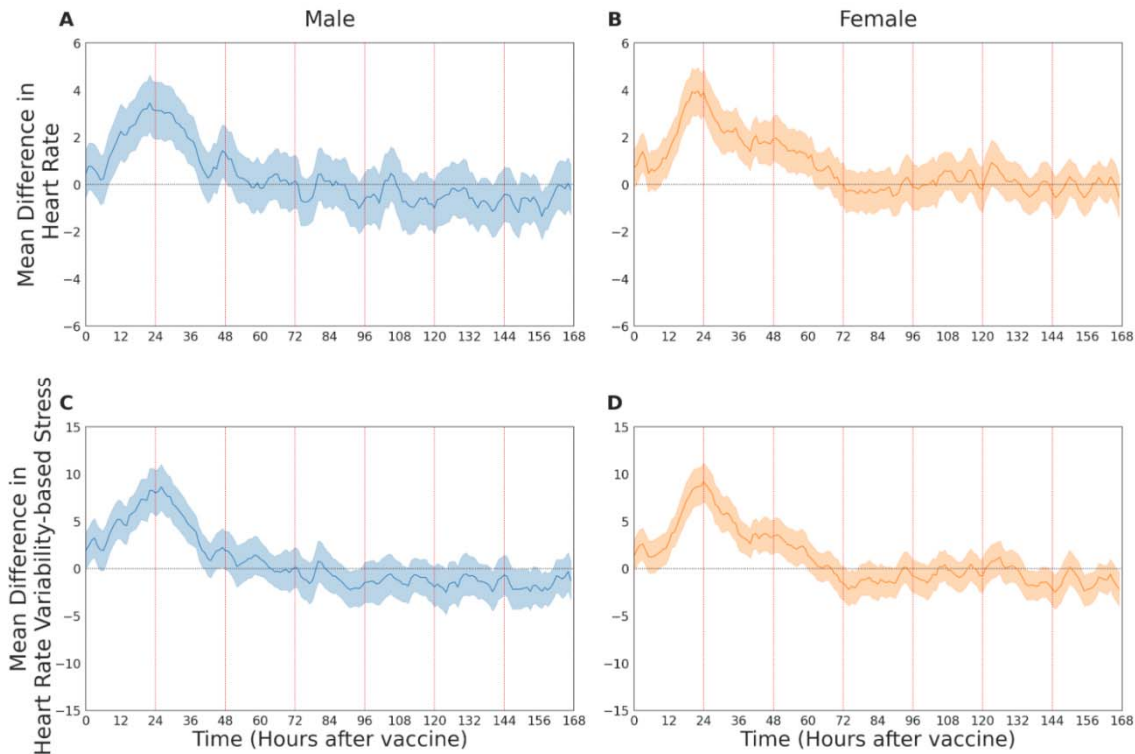 A
Male
B
Female
Mean Difference in
Heart Rate
6
4
2
0
−2
−4
−6
0 12 24 36 48 60 72 84 96 108 120 132 144 156 168
6
4
2
0
−2
−4
−6
0 12 24 36 48 60 72 84 96 108 120 132 144 156 168
C
D
Mean Difference in
Heart Rate Variability-based Stress
15
10
5
0
−5
−10
−15
0 12 24 36 48 60 72 84 96 108 120 132 144 156 168
Time (Hours after vaccine)
15
10
5
0
−5
−10
−15
0 12 24 36 48 60 72 84 96 108 120 132 144 156 168
Time (Hours after vaccine)